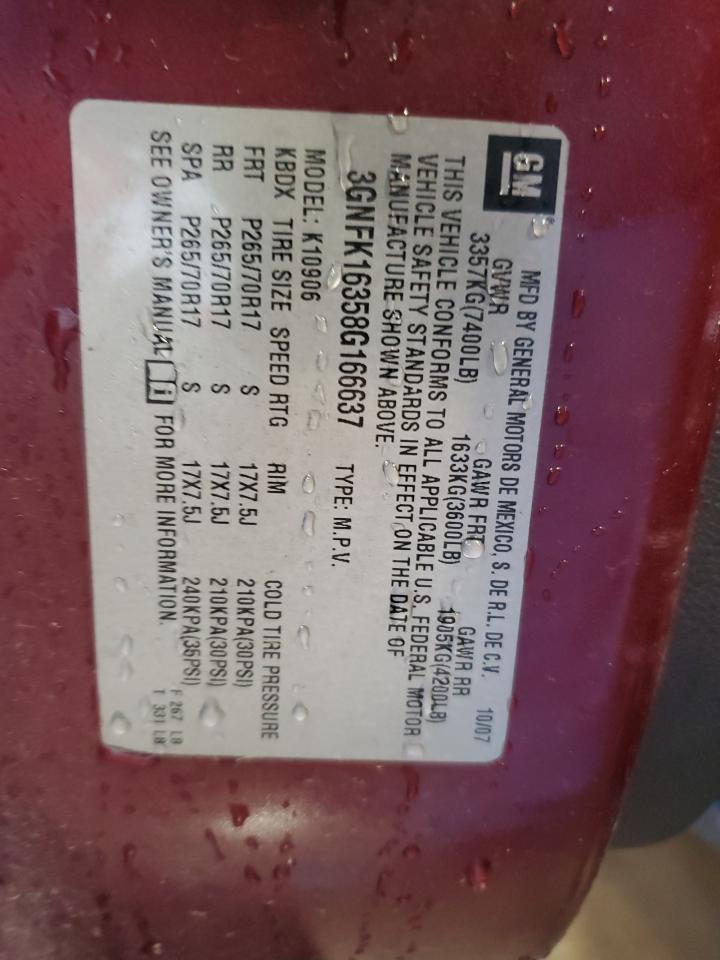 GM
MFD BY GENERAL MOTORS DE MEXICO, S. DE R.L. DE C.V. 10/07
GVWR GAWR FRT GAWR RR
3357KG(7400LB) 1633KG(3600LB) 1905KG(4200LB)
THIS VEHICLE CONFORMS TO ALL APPLICABLE U.S. FEDERAL MOTOR
VEHICLE SAFETY STANDARDS IN EFFECT ON THE DATE OF
MANUFACTURE SHOWN ABOVE.
3GNFK16358G166637 TYPE: M.P.V.
MODEL: K10906
KBDX TIRE SIZE SPEED RTG RIM COLD TIRE PRESSURE
FRT P265/70R17 S 17X7.5J 210KPA(30PSI)
RR P265/70R17 S 17X7.5J 210KPA(30PSI)
SPA P265/70R17 S 17X7.5J 240KPA(35PSI)
SEE OWNER'S MANUAL i FOR MORE INFORMATION.
F 267 LB
T 331 LB